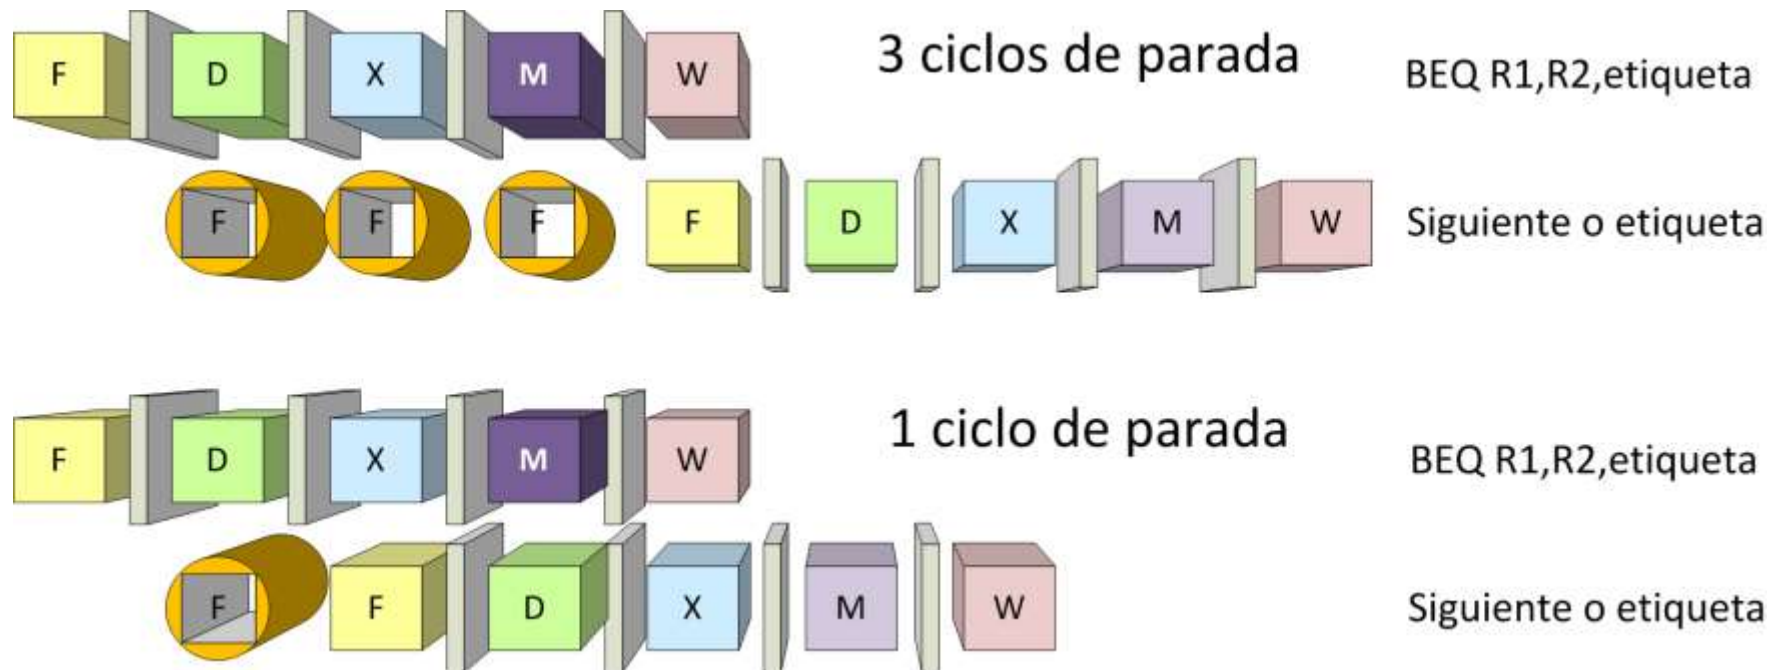 F D X M W 3 ciclos de parada BEQ R1,R2,etiqueta
F F F F D X M W Siguiente o etiqueta
F D X M W 1 ciclo de parada BEQ R1,R2,etiqueta
F F D X M W Siguiente o etiqueta